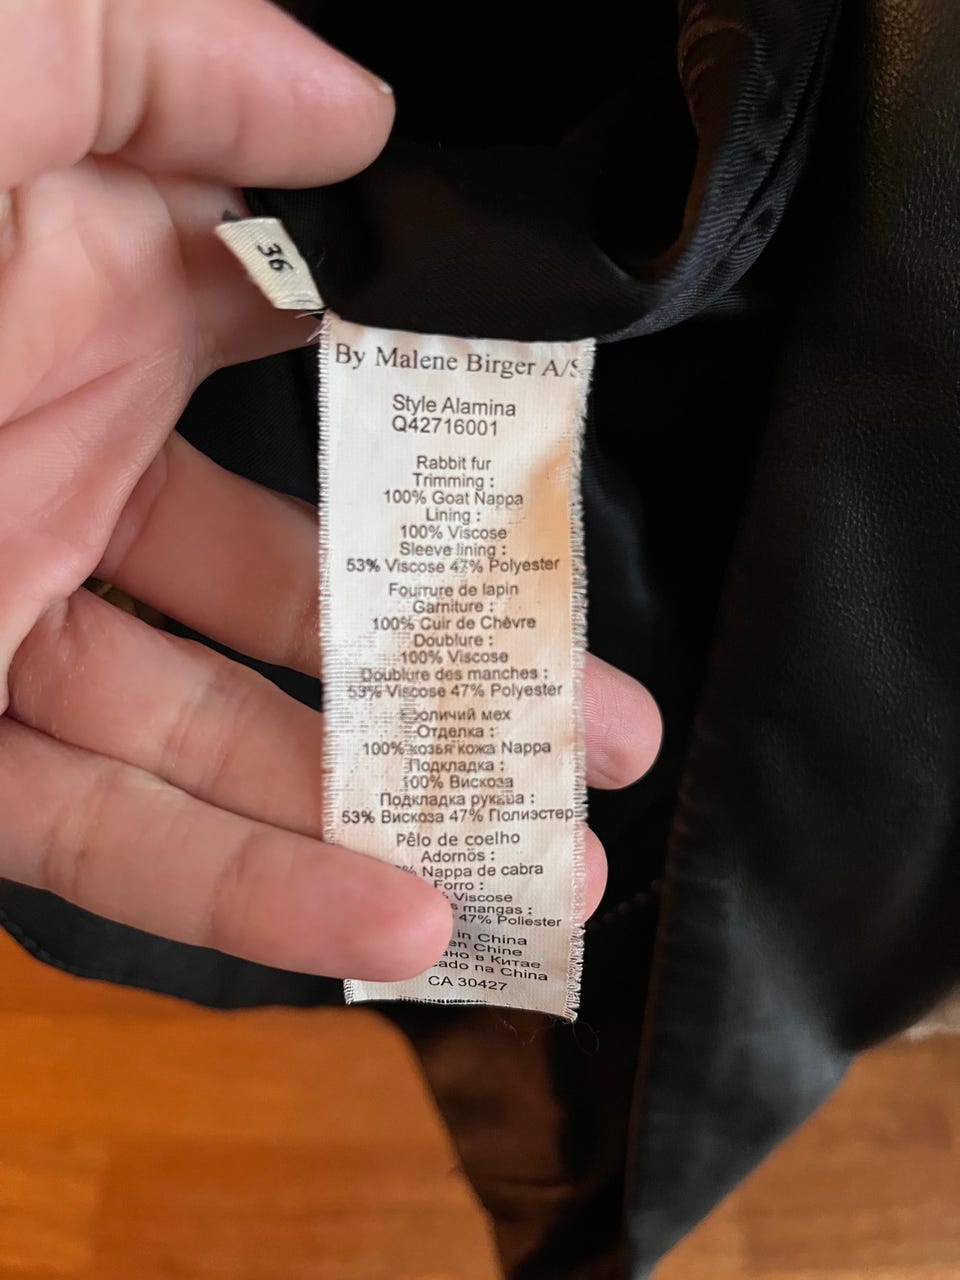 36
By Malene Birger A/S
Style Alamina
Q42716001
Rabbit fur
Trimming :
100% Goat Nappa
Lining :
100% Viscose
Sleeve lining :
53% Viscose 47% Polyester
Fourrure de lapin
Garniture :
100% Cuir de Chèvre
Doublure :
100% Viscose
Doublure des manches :
53% Viscose 47% Polyester
мех
Отделка :
100% козья кожа Nappa
Подкладка :
100% Вискоза
Подкладка рукава :
53% Вискоза 47% Полиэстер
Pêlo de coelho
Adornös :
% Nappa de cabra
Forro :
Viscose
mangas :
47% Poliester
in China
en Chine
в Китае
na China
CA 30427